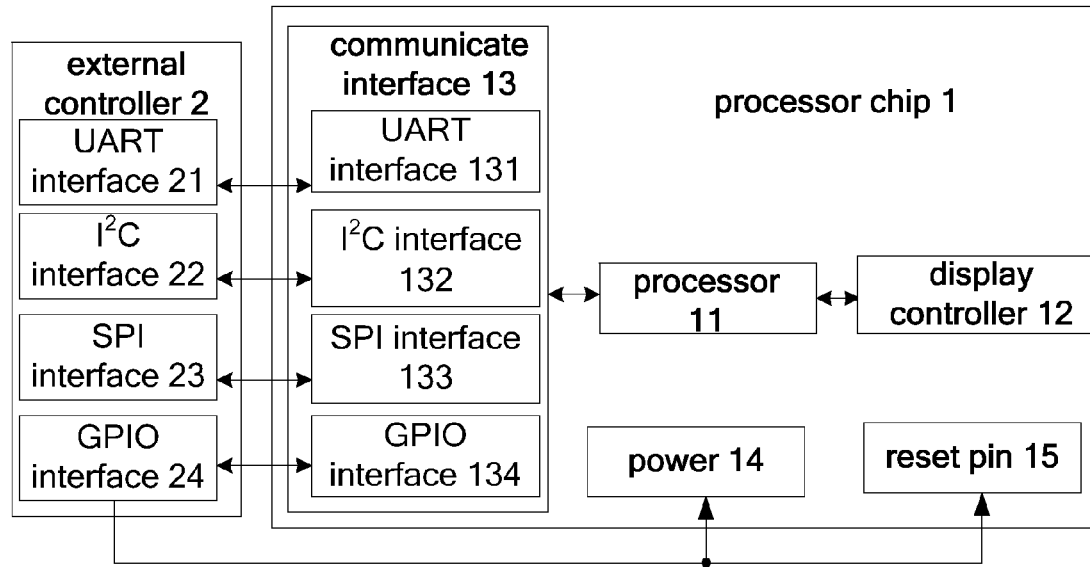 external
controller 2
UART
interface 21
I²C
interface 22
SPI
interface 23
GPIO
interface 24
communicate
interface 13
UART
interface 131
I²C interface
132
SPI interface
133
GPIO
interface 134
processor chip 1
processor
11
display
controller 12
power 14
reset pin 15